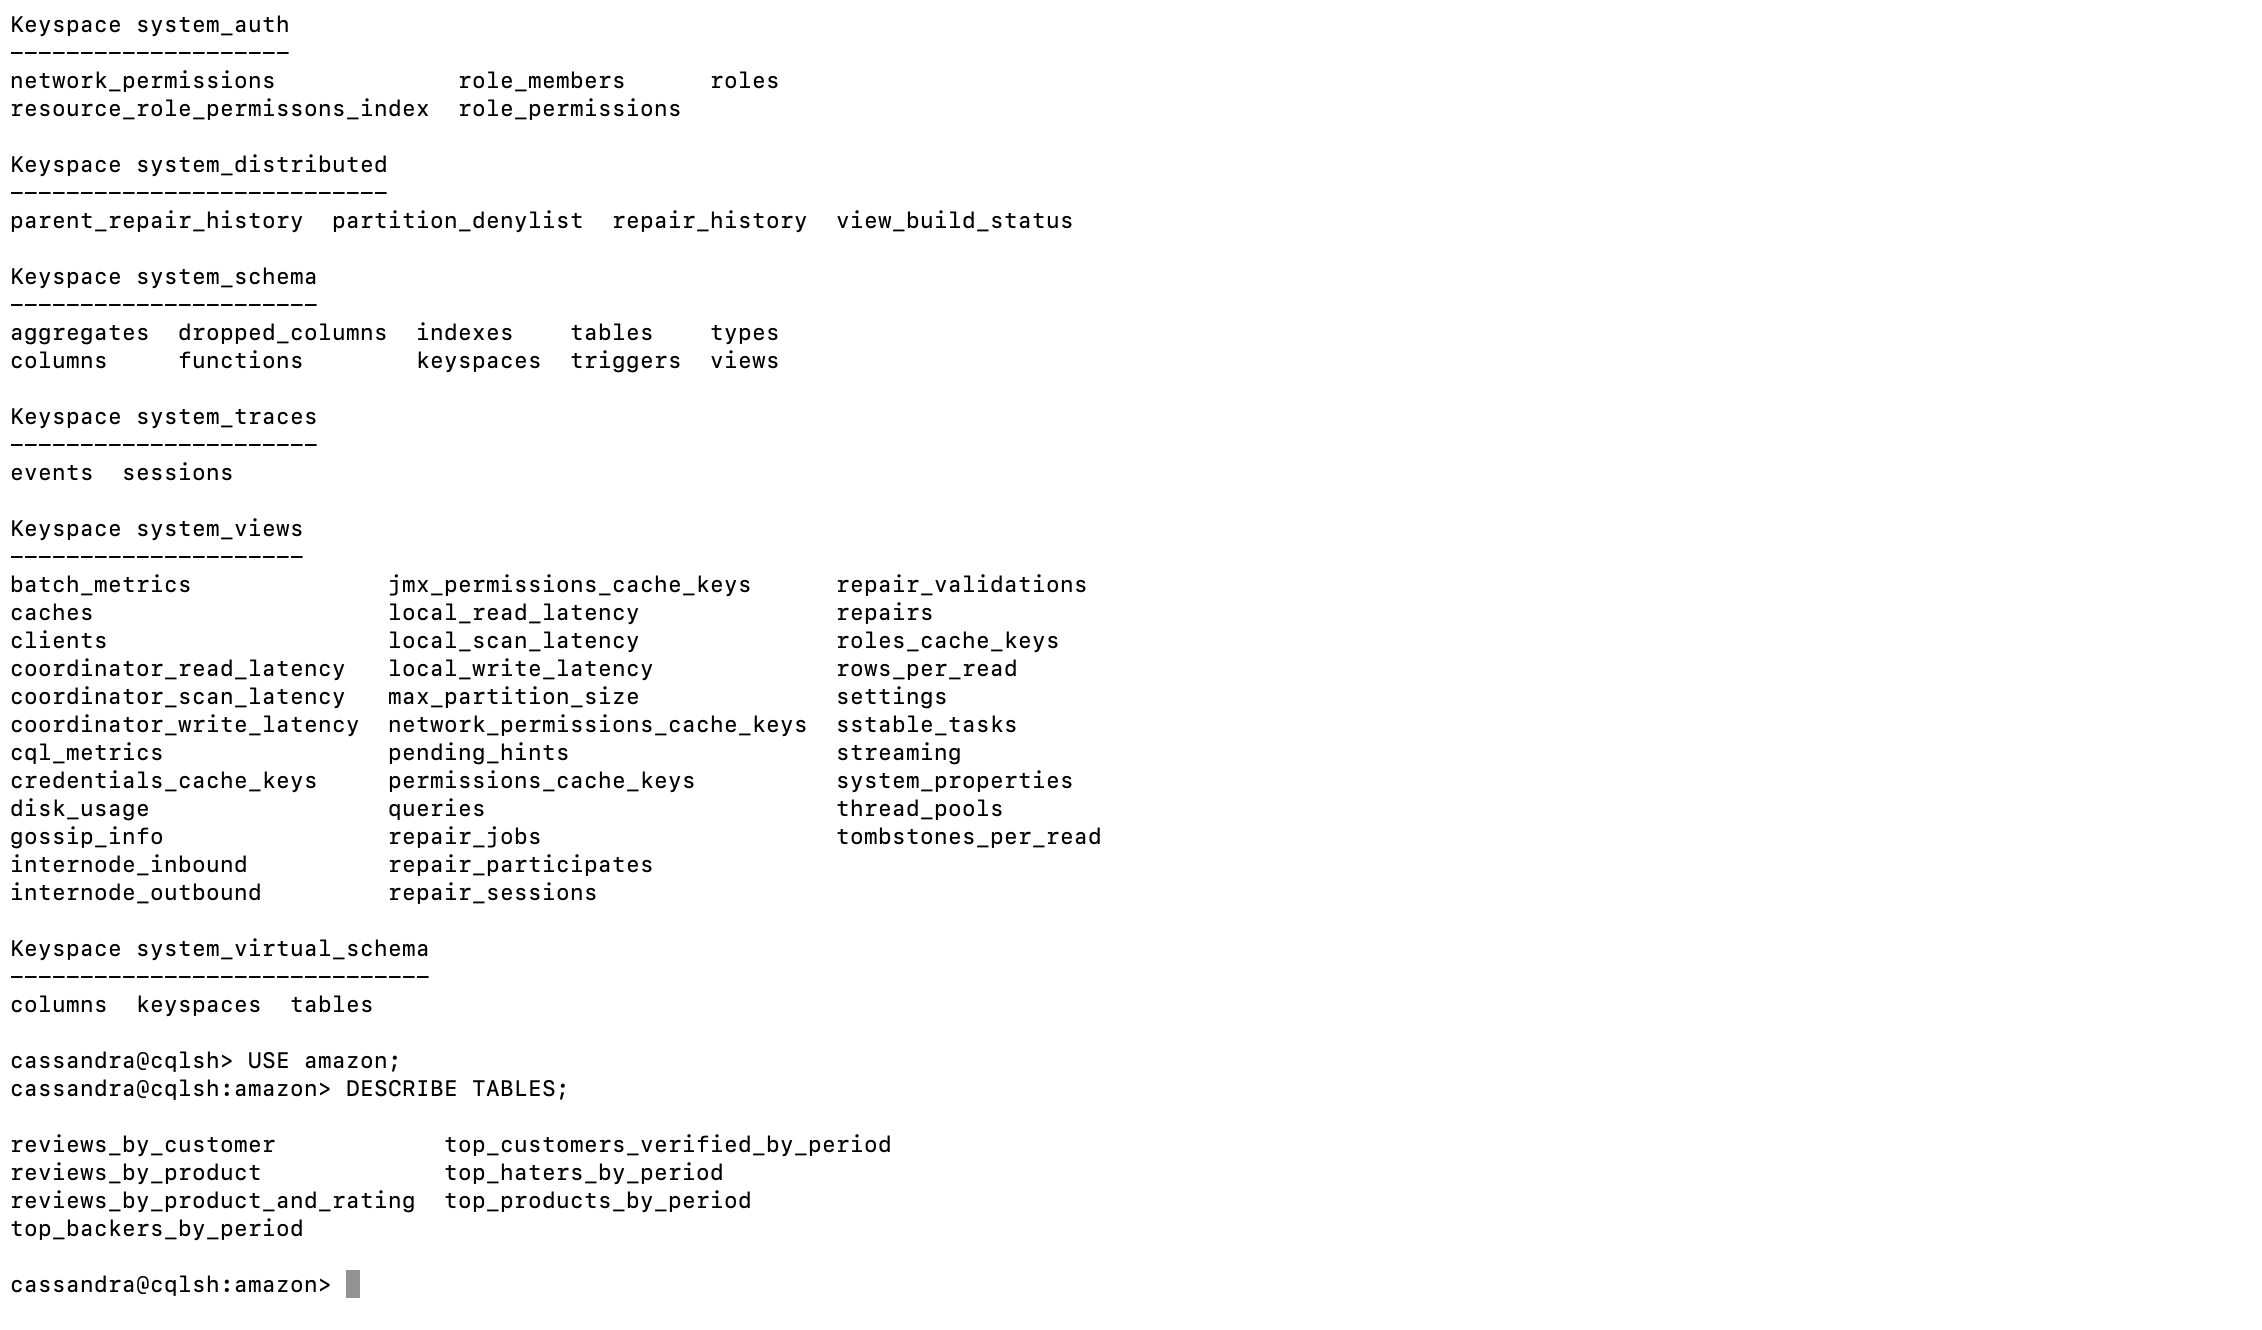 Keyspace system_auth
--------------------
network_permissions             role_members      roles
resource_role_permissons_index  role_permissions

Keyspace system_distributed
---------------------------
parent_repair_history  partition_denylist  repair_history  view_build_status

Keyspace system_schema
----------------------
aggregates  dropped_columns  indexes    tables    types
columns     functions        keyspaces  triggers  views

Keyspace system_traces
----------------------
events  sessions

Keyspace system_views
---------------------
batch_metrics              jmx_permissions_cache_keys      repair_validations
caches                     local_read_latency              repairs
clients                    local_scan_latency              roles_cache_keys
coordinator_read_latency   local_write_latency             rows_per_read
coordinator_scan_latency   max_partition_size              settings
coordinator_write_latency  network_permissions_cache_keys  sstable_tasks
cql_metrics                pending_hints                   streaming
credentials_cache_keys     permissions_cache_keys          system_properties
disk_usage                 queries                         thread_pools
gossip_info                repair_jobs                     tombstones_per_read
internode_inbound          repair_participates
internode_outbound         repair_sessions

Keyspace system_virtual_schema
------------------------------
columns  keyspaces  tables

cassandra@cqlsh> USE amazon;
cassandra@cqlsh:amazon> DESCRIBE TABLES;

reviews_by_customer            top_customers_verified_by_period
reviews_by_product             top_haters_by_period
reviews_by_product_and_rating  top_products_by_period
top_backers_by_period

cassandra@cqlsh:amazon>